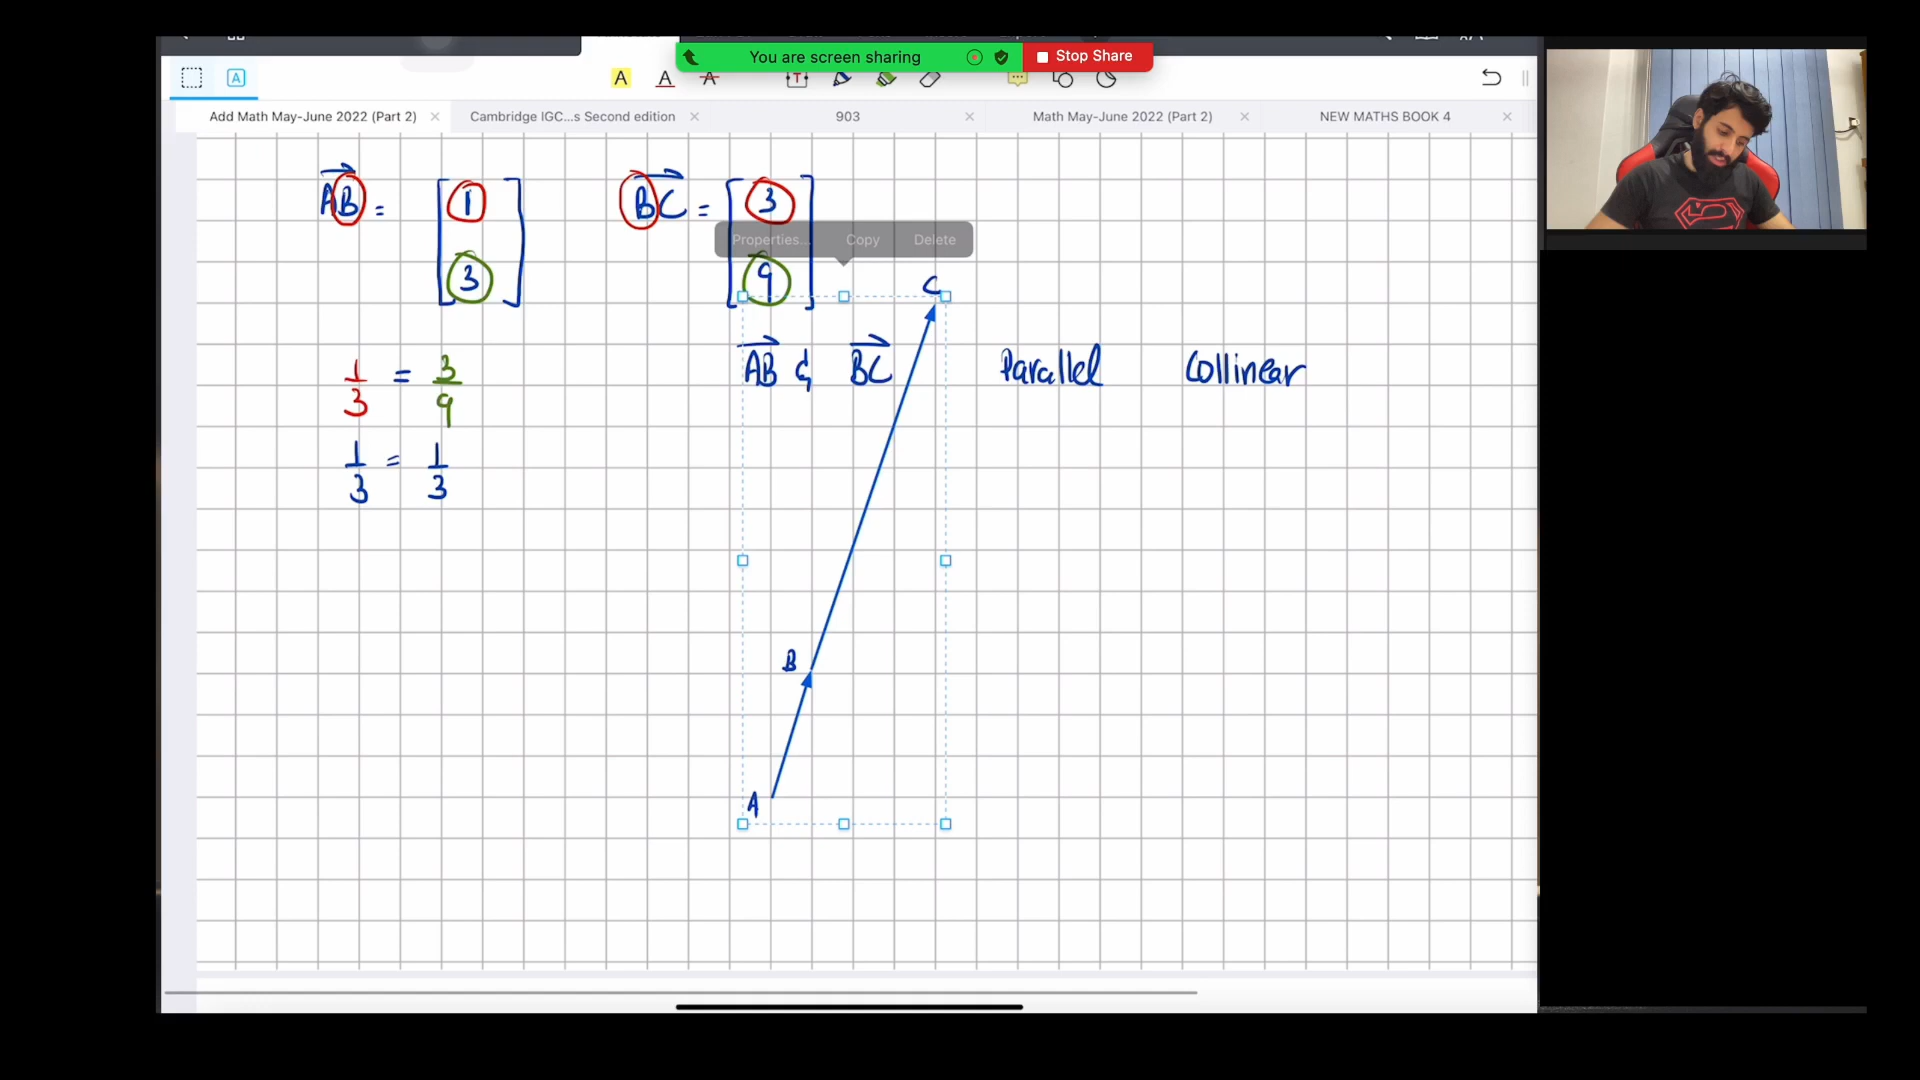 You are screen sharing Stop Share
A A A T
Add Math May-June 2022 (Part 2) Cambridge IGC...s Second edition 903 Math May-June 2022 (Part 2) NEW MATHS BOOK 4
AB = [1 3] BC = [3 9]
Properties... Copy Delete
C
1/3 = 3/9 AB & BC Parallel Collinear
1/3 = 1/3
B
A